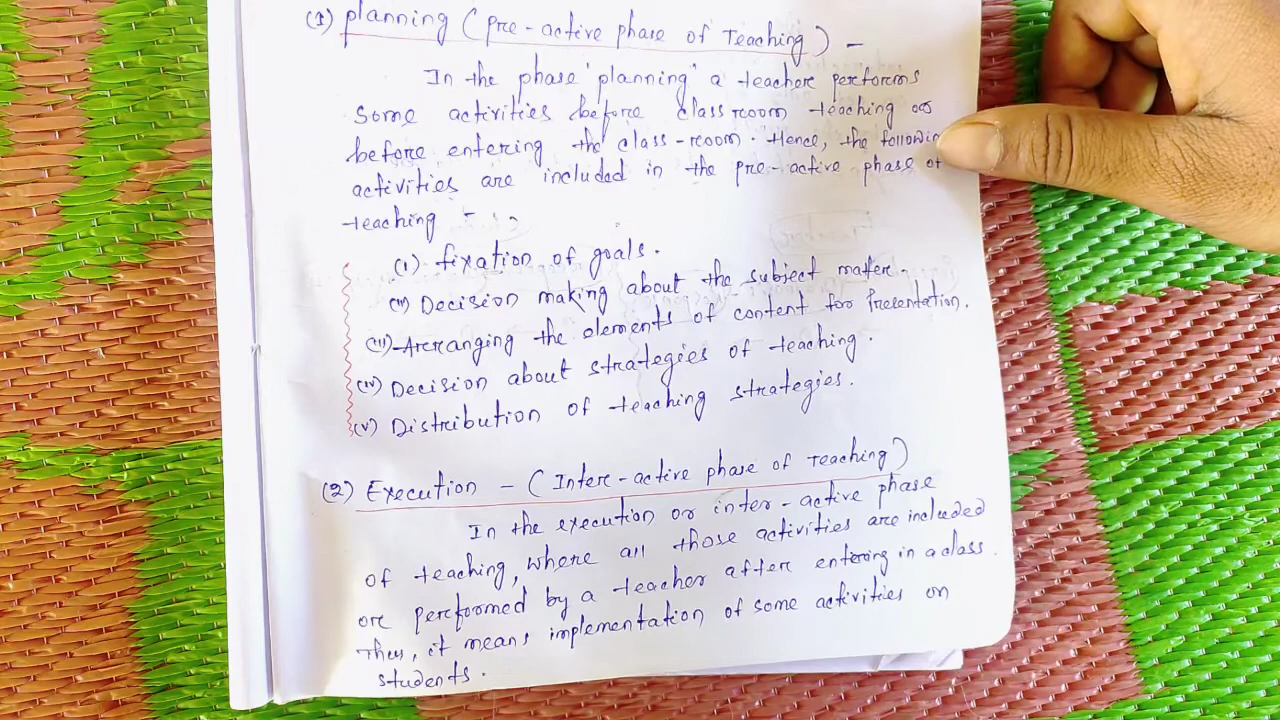 (1) planning (Pre-active phase of Teaching) -
In the phase "planning" a teacher performs
some activities before classroom teaching or
before entering the class-room. Hence, the followin
activities are included in the pre-active phase of
teaching -
(i) fixation of goals.
(ii) Decision making about the subject matter.
(iii) Arranging the elements of content for Presentation.
(iv) Decision about strategies of teaching.
(v) Distribution of teaching strategies.
(2) Execution - (Inter-active phase of Teaching)
In the execution or inter-active phase
of teaching, where all those activities are included
or performed by a teacher after entering in a class.
Thus, it means implementation of some activities on
students.